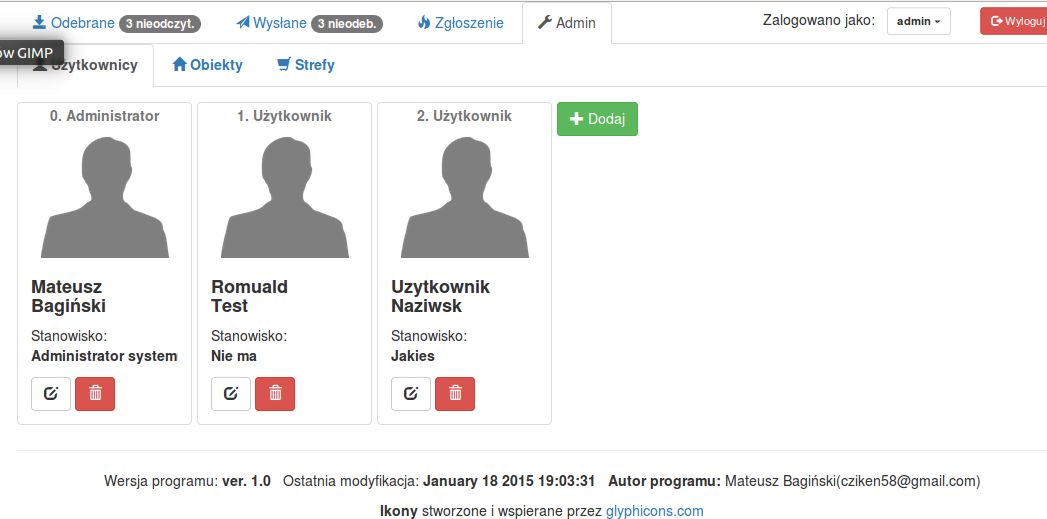 Odebrane 3 nieodczyt. Wysłane 3 nieodeb. Zgłoszenie Admin Zalogowano jako: admin Wyloguj
ów GIMP
Użytkownicy Obiekty Strefy
0. Administrator 1. Użytkownik 2. Użytkownik Dodaj
Mateusz Romuald Uzytkownik
Bagiński Test Naziwsk
Stanowisko: Stanowisko: Stanowisko:
Administrator system Nie ma Jakies
Wersja programu: ver. 1.0 Ostatnia modyfikacja: January 18 2015 19:03:31 Autor programu: Mateusz Bagiński(cziken58@gmail.com)
Ikony stworzone i wspierane przez glyphicons.com